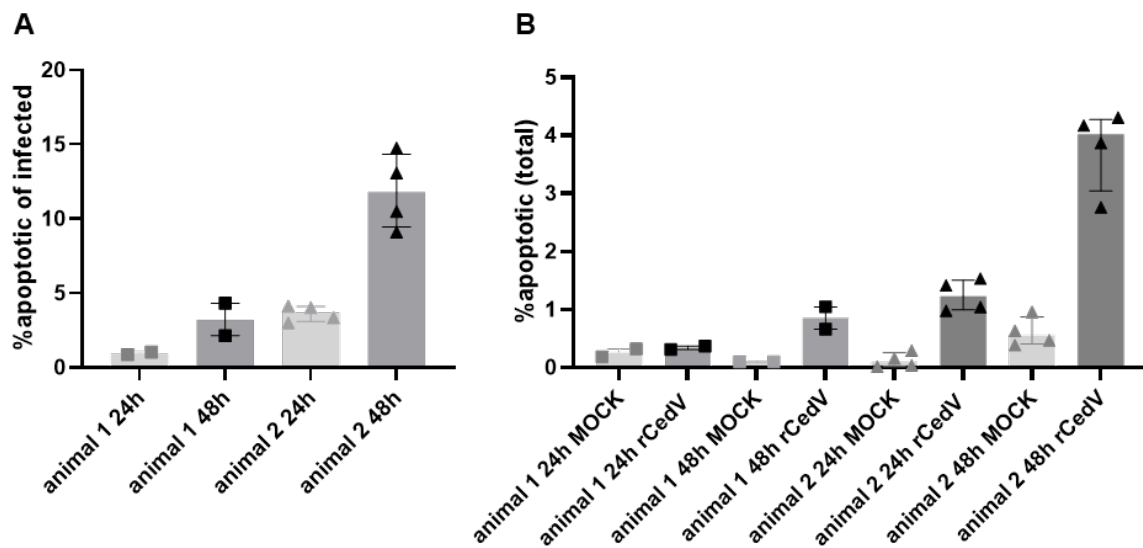 A
%apoptotic of infected
20
15
10
5
0
animal 1 24h
animal 1 48h
animal 2 24h
animal 2 48h
B
%apoptotic (total)
5
4
3
2
1
0
animal 1 24h MOCK
animal 1 24h rCedV
animal 1 48h MOCK
animal 1 48h rCedV
animal 2 24h MOCK
animal 2 24h rCedV
animal 2 48h MOCK
animal 2 48h rCedV